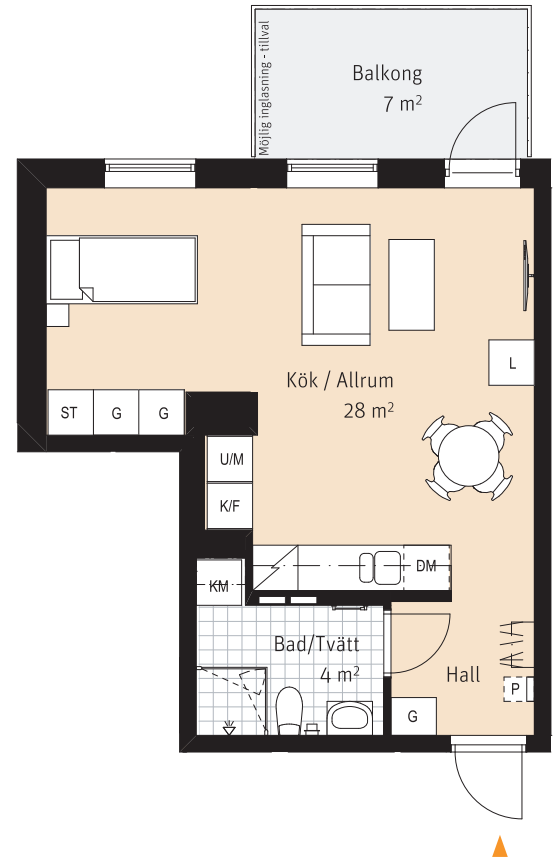 Möjlig inglasning - tillval
Balkong
7 m²
L
Kök / Allrum
28 m²
ST G G
U/M
K/F
DM
KM
Bad/Tvätt
4 m²
Hall
P
G